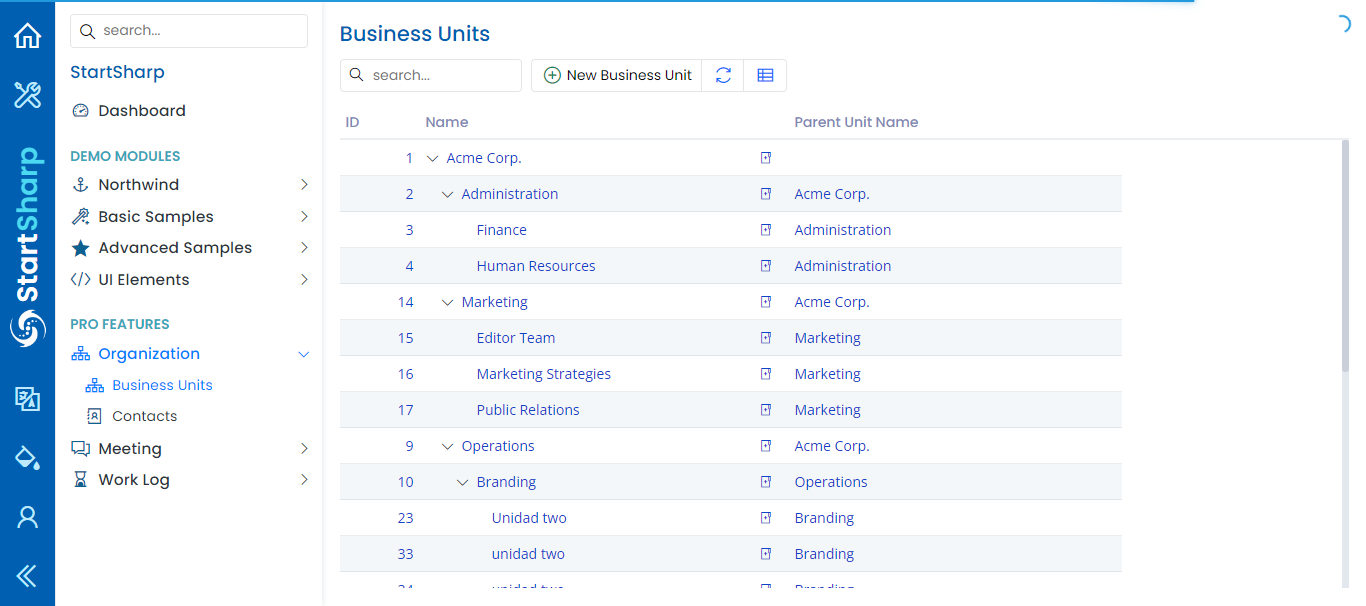 search...
StartSharp
Dashboard
DEMO MODULES
Northwind
Basic Samples
Advanced Samples
UI Elements
PRO FEATURES
Organization
Business Units
Contacts
Meeting
Work Log
StartSharp
Business Units
search...
New Business Unit
ID Name Parent Unit Name
1 Acme Corp.
2 Administration Acme Corp.
3 Finance Administration
4 Human Resources Administration
14 Marketing Acme Corp.
15 Editor Team Marketing
16 Marketing Strategies Marketing
17 Public Relations Marketing
9 Operations Acme Corp.
10 Branding Operations
23 Unidad two Branding
33 unidad two Branding